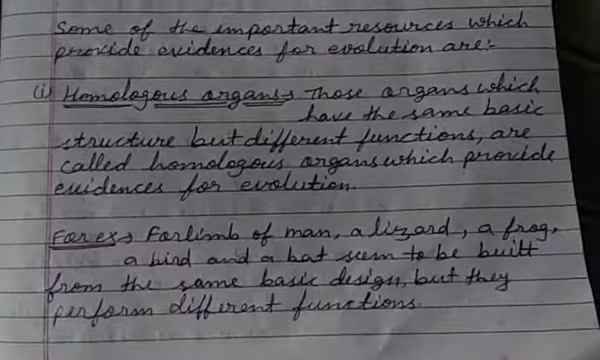 Some of the important resources which
provide evidences for evolution are:-
(i) Homologous organs→ Those organs which
have the same basic
structure but different functions, are
called homologous organs which provide
evidences for evolution.
For ex→ Forlimb of man, a lizard, a frog,
a bird and a bat seem to be built
from the same basic design, but they
perform different functions.